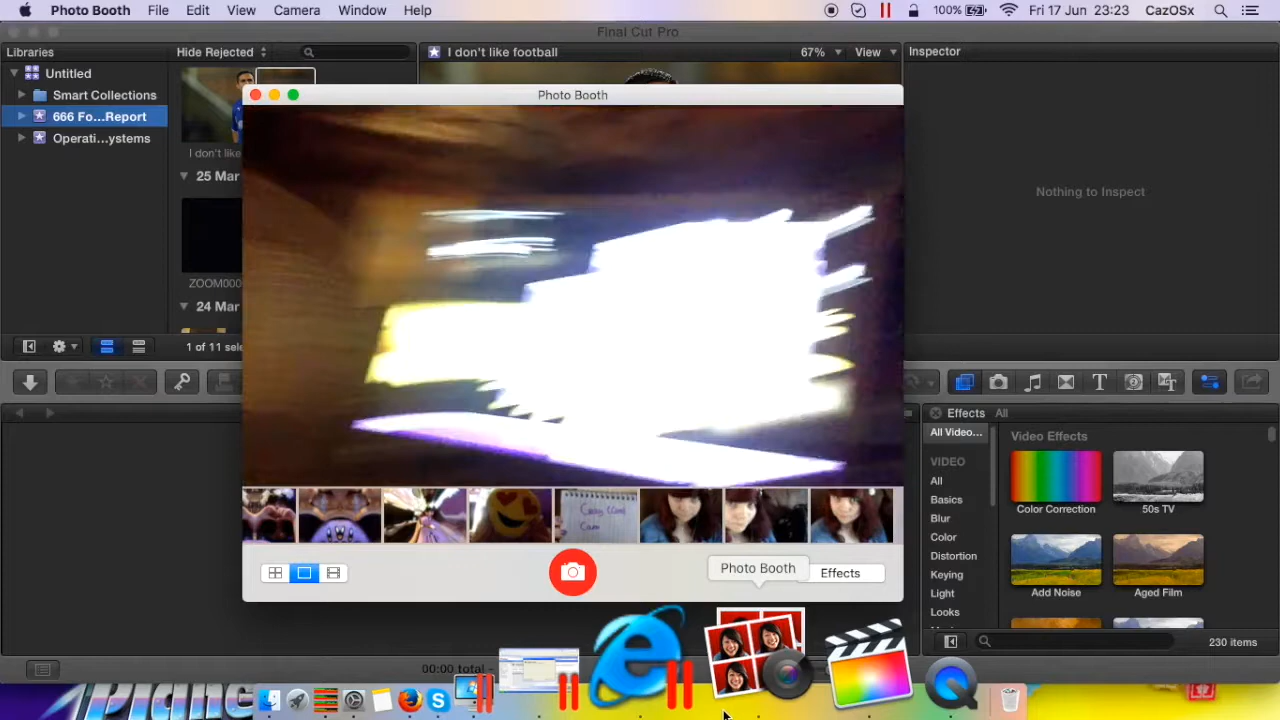 Photo Booth File Edit View Camera Window Help 100% Fri 17 Jun 23:23 CazOSx
Final Cut Pro
Libraries Hide Rejected I don't like football 67% View Inspector
Untitled
Smart Collections
666 Fo...Report
Operati...ystems
I don't like
25 Mar
ZOOM000
24 Mar
Photo Booth
Nothing to Inspect
1 of 11 sele
Effects All
All Video...
VIDEO
All
Basics
Blur
Color
Distortion
Keying
Light
Looks
Video Effects
Color Correction 50s TV
Add Noise Aged Film
230 items
Photo Booth
Effects
00:00 total